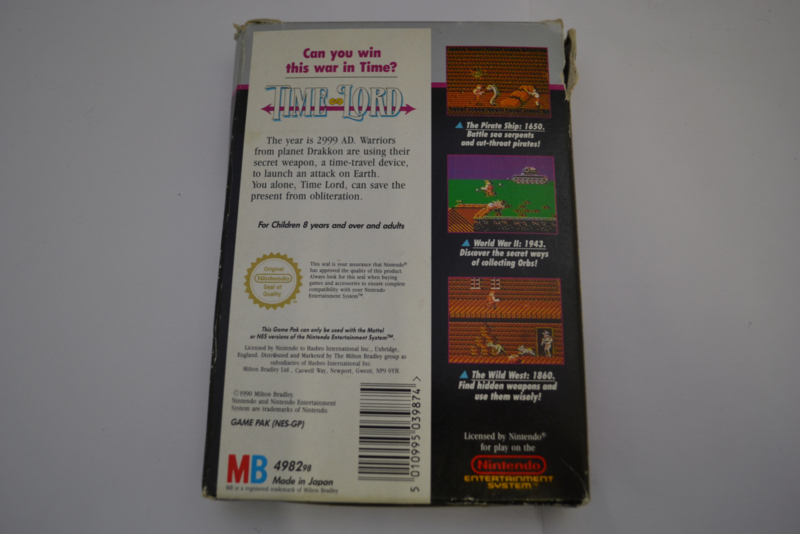 Can you win
this war in Time?
TIME LORD
The year is 2999 AD. Warriors
from planet Drakkon are using their
secret weapon, a time-travel device,
to launch an attack on Earth.
You alone, Time Lord, can save the
present from obliteration.
For Children 8 years and over and adults
Original
Nintendo
Seal of
Quality
This seal is your assurance that Nintendo®
has approved the quality of this product.
Always look for this seal when buying
games and accessories to ensure complete
compatibility with your Nintendo
Entertainment System™.
This Game Pak can only be used with the Mattel
or NES versions of the Nintendo Entertainment System™.
Licensed by Nintendo to Hasbro International Inc., Uxbridge,
England. Distributed and Marketed by The Milton Bradley group as
subsidiaries of Hasbro International Inc.
Milton Bradley Ltd., Caswell Way, Newport, Gwent, NP9 0YH.
©1990 Milton Bradley.
Nintendo and Nintendo Entertainment
System are trademarks of Nintendo.
GAME PAK (NES-GP)
MB 498298
Made in Japan
MB is a registered trademark of Milton Bradley
5 010995 039874 >
The Pirate Ship: 1650.
Battle sea serpents
and cut-throat pirates!
World War II: 1943.
Discover the secret ways
of collecting Orbs!
The Wild West: 1860.
Find hidden weapons and
use them wisely!
Licensed by Nintendo®
for play on the
Nintendo
ENTERTAINMENT
SYSTEM™